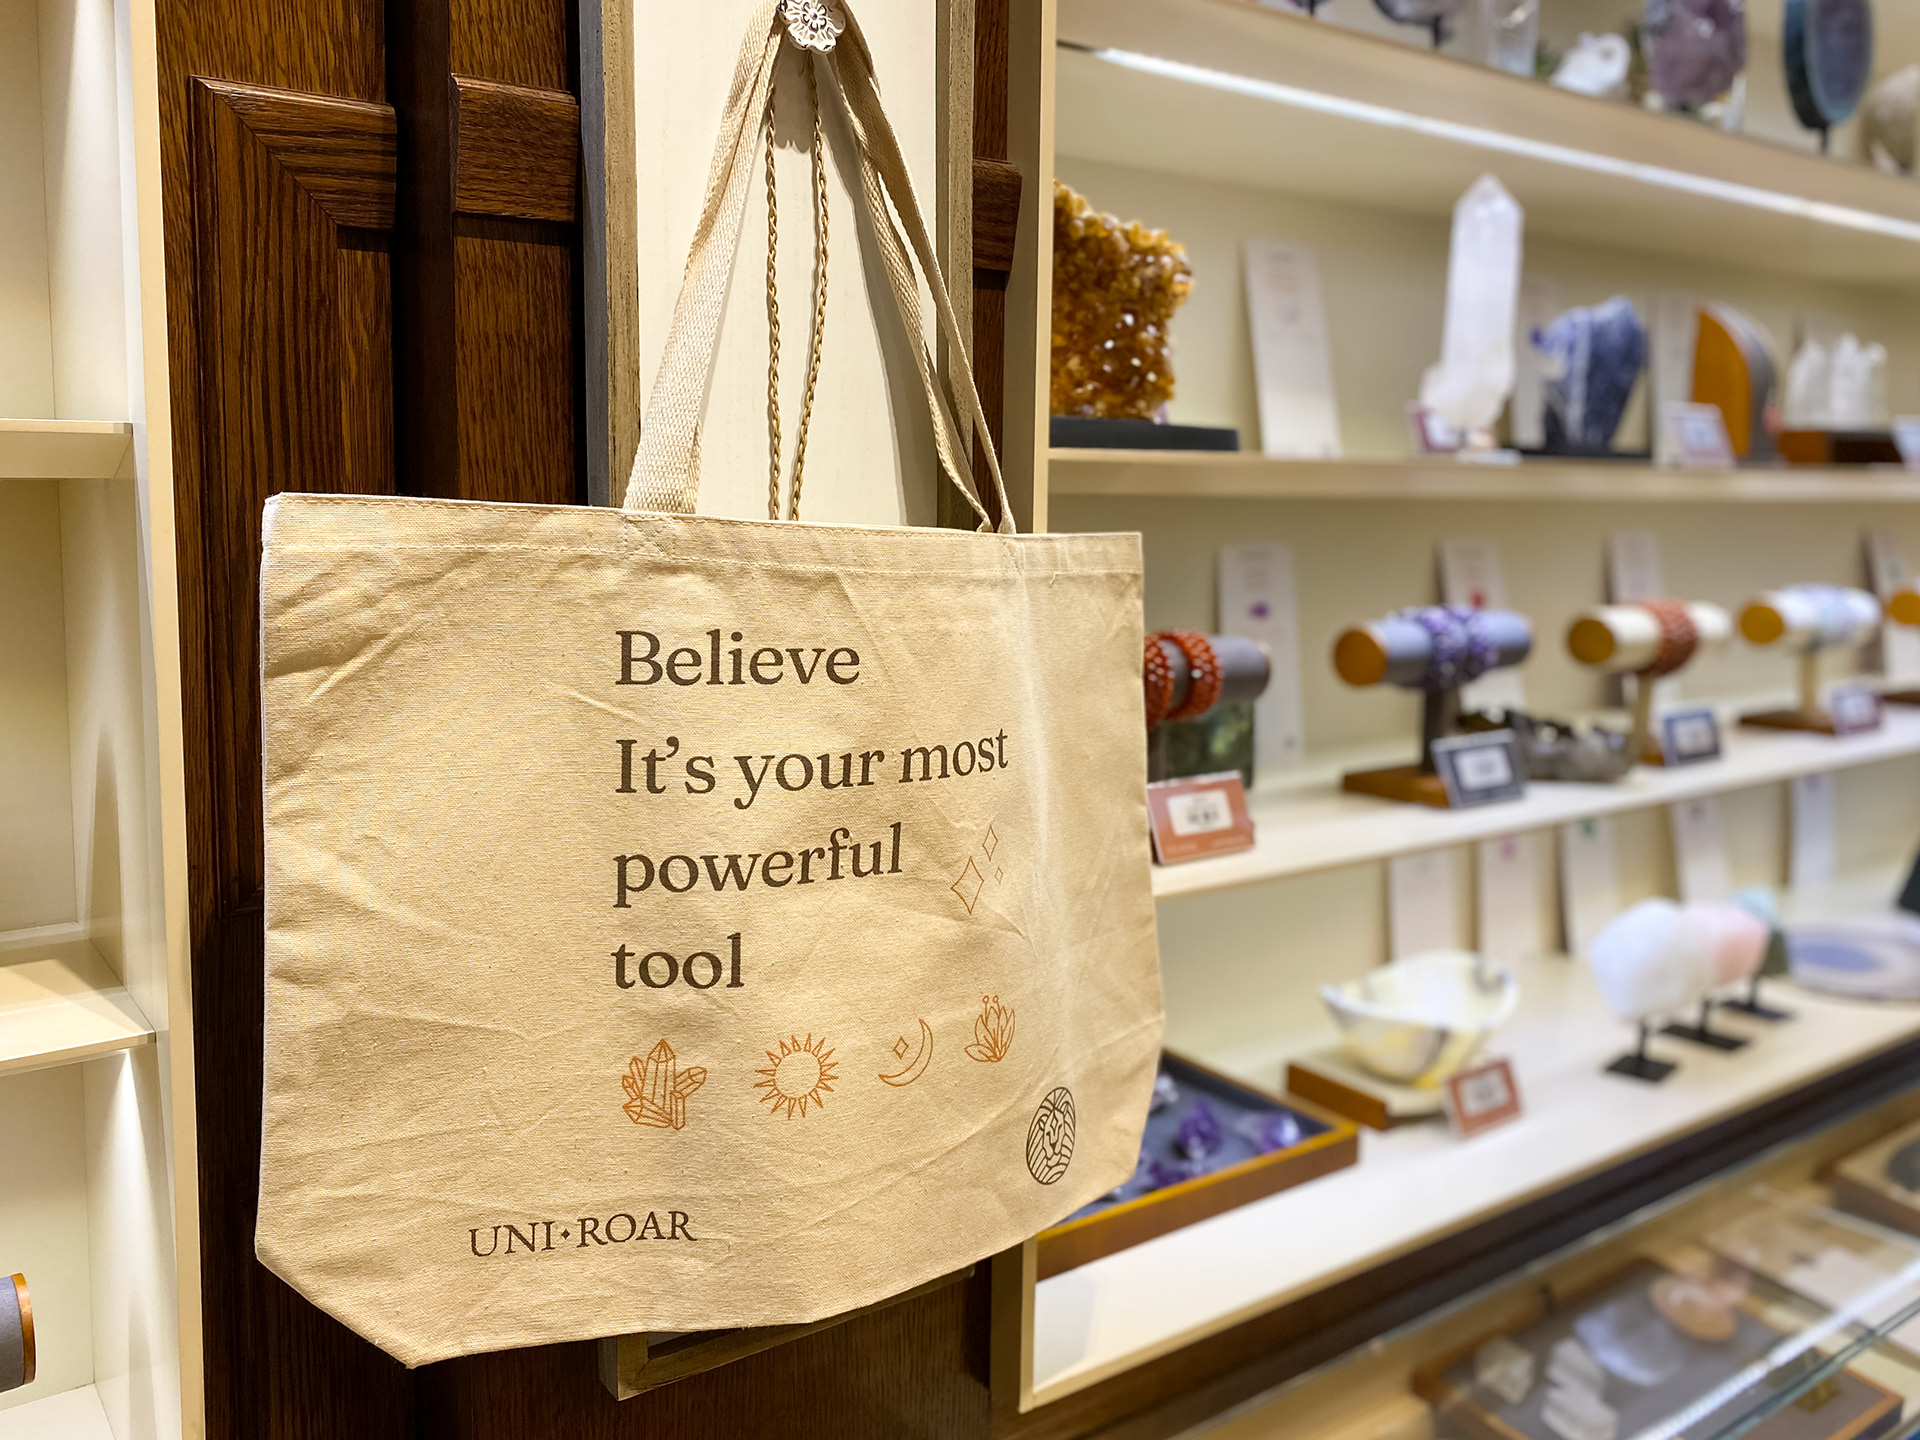 Believe
It's your most
powerful
tool
UNI⬩ROAR